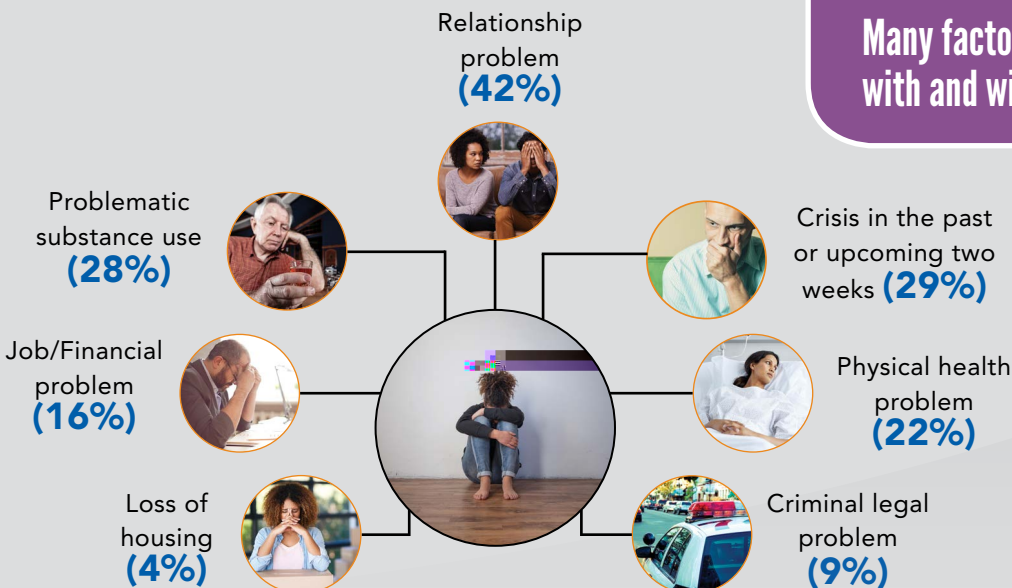 Relationship
problem
(42%)
Many facto
with and wi
Problematic
substance use
(28%)
Crisis in the past
or upcoming two
weeks (29%)
Job/Financial
problem
(16%)
Physical health
problem
(22%)
Loss of
housing
(4%)
Criminal legal
problem
(9%)